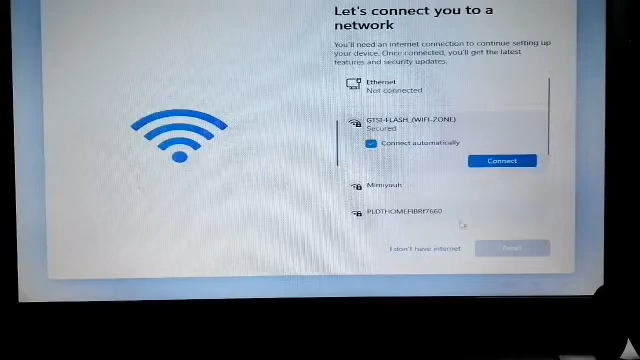 Let's connect you to a
network
You'll need an internet connection to continue setting up
your device. Once connected, you'll get the latest
features and security updates.
Ethernet
Not connected
GTSI-FLASH_(WIFI-ZONE)
Secured
Connect automatically
Connect
PLDTHOMEFIBRf7660
I don't have internet
Next